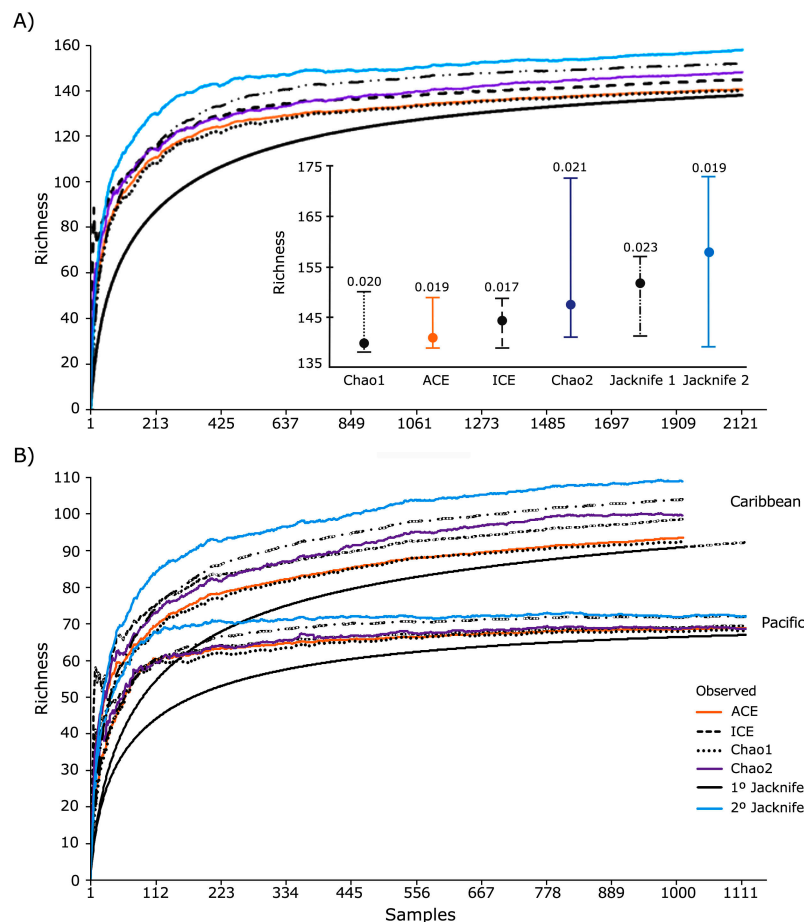 A)
160
140
120
100
80
60
40
20
0
Richness
1 213 425 637 849 1061 1273 1485 1697 1909 2121
175
165
155
145
135
Richness
0.020 0.019 0.017 0.021 0.023 0.019
Chao1 ACE ICE Chao2 Jacknife 1 Jacknife 2
B)
110
100
90
80
70
60
50
40
30
20
10
0
Richness
Caribbean
Pacific
Observed
ACE
ICE
Chao1
Chao2
1º Jacknife
2º Jacknife
1 112 223 334 445 556 667 778 889 1000 1111
Samples